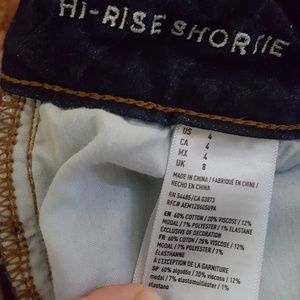 HI-RISE SHORTIE
US 4
CA 4
MX 4
UK 8
MADE IN CHINA / FABRIQUÉ EN CHINE /
HECHO EN CHINA
RN 54485/CA 03873
RFC# AEM120405U9A
EN 60% COTTON / 20% VISCOSE / 12%
MODAL / 7% POLYESTER / 1% ELASTANE
EXCLUSIVE OF DECORATION
FR 60% COTON / 20% VISCOSE / 12%
MODAL / 7% POLYESTER / 1% ÉLASTHANNE
À L'EXCEPTION DE LA GARNITURE
SP 60% algodón / 20% viscosa / 12%
modal / 7% / 1%
elastano